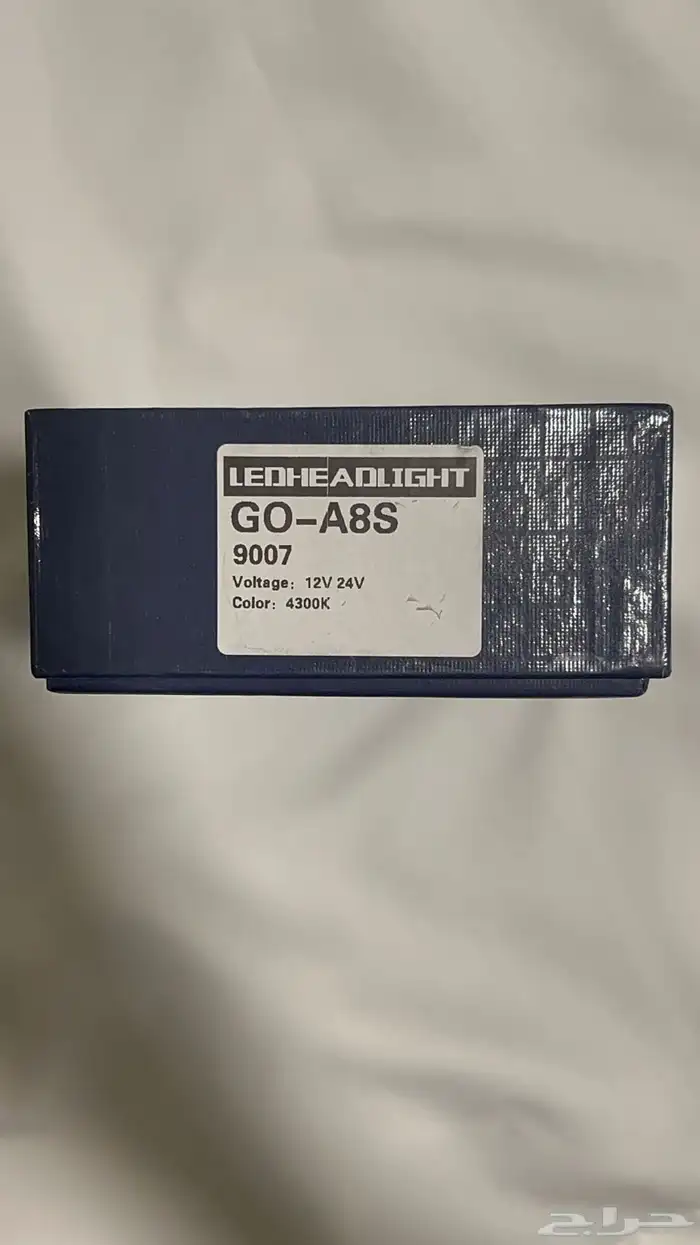 LEDHEADLIGHT
GO-A8S
9007
Voltage: 12V 24V
Color: 4300K
حراج